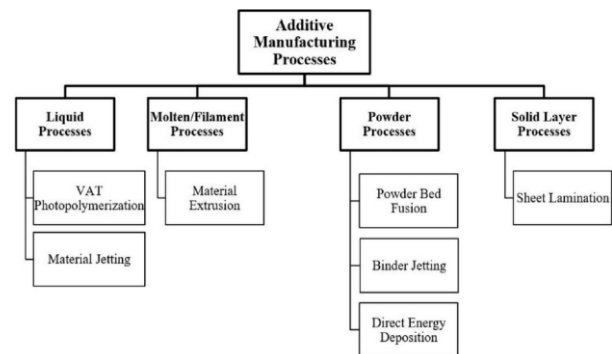 Additive
Manufacturing
Processes
Liquid
Processes
Molten/Filament
Processes
Powder
Processes
Solid Layer
Processes
VAT
Photopolymerization
Material Jetting
Material
Extrusion
Powder Bed
Fusion
Binder Jetting
Direct Energy
Deposition
Sheet Lamination